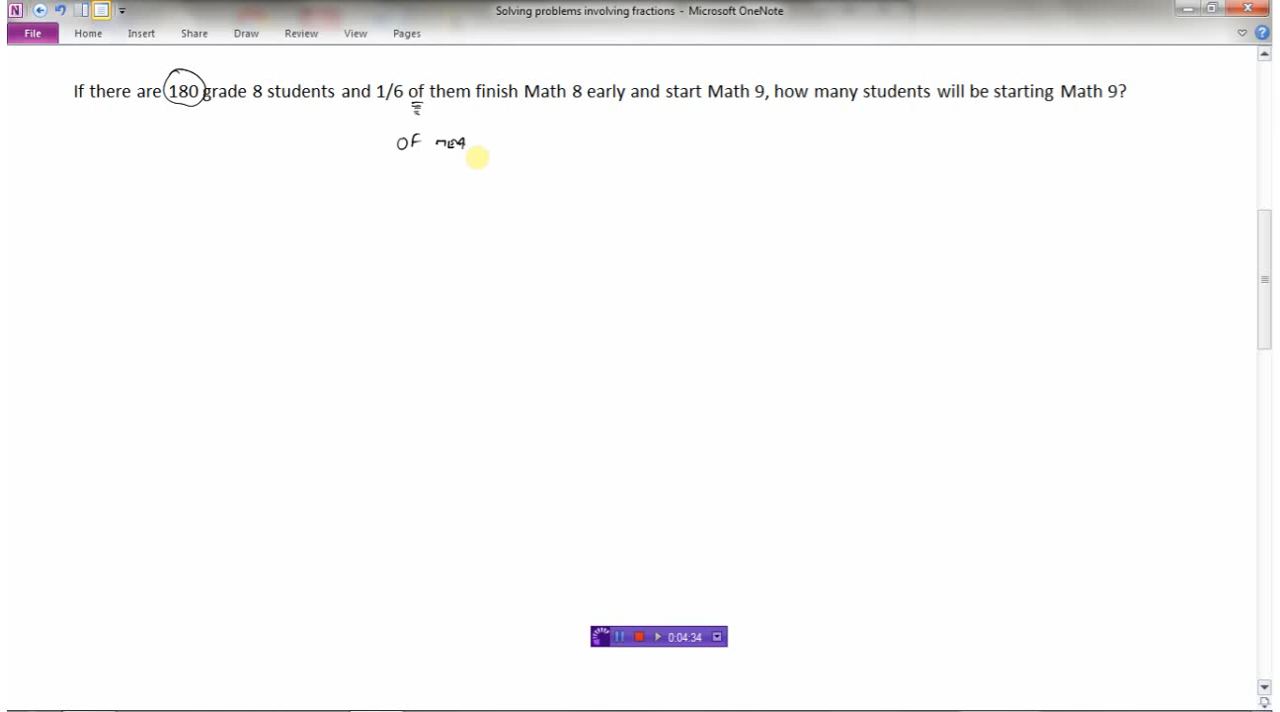 Solving problems involving fractions - Microsoft OneNote
File Home Insert Share Draw Review View Pages
If there are 180 grade 8 students and 1/6 of them finish Math 8 early and start Math 9, how many students will be starting Math 9?
OF mea
0:04:34